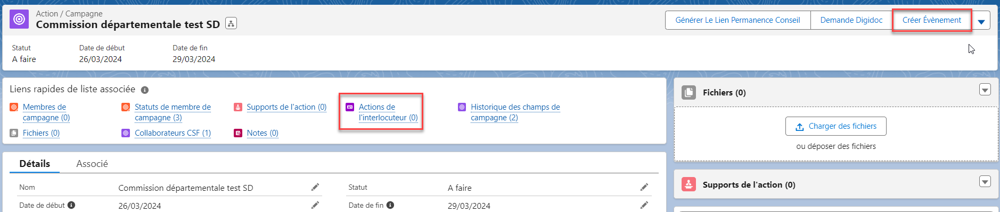 Action / Campagne
Commission départementale test SD
Générer Le Lien Permanence Conseil
Demande Digidoc
Créer Évènement
Statut
Date de début
Date de fin
A faire
26/03/2024
29/03/2024
Liens rapides de liste associée
Membres de
campagne (0)
Statuts de membre de
campagne (3)
Supports de l'action (0)
Actions de
l'interlocuteur (0)
Historique des champs de
campagne (2)
Fichiers (0)
Collaborateurs CSF (1)
Notes (0)
Fichiers (0)
Charger des fichiers
ou déposer des fichiers
Supports de l'action (0)
Détails
Associé
Nom
Commission départementale test SD
Statut
A faire
Date de début
26/03/2024
Date de fin
29/03/2024